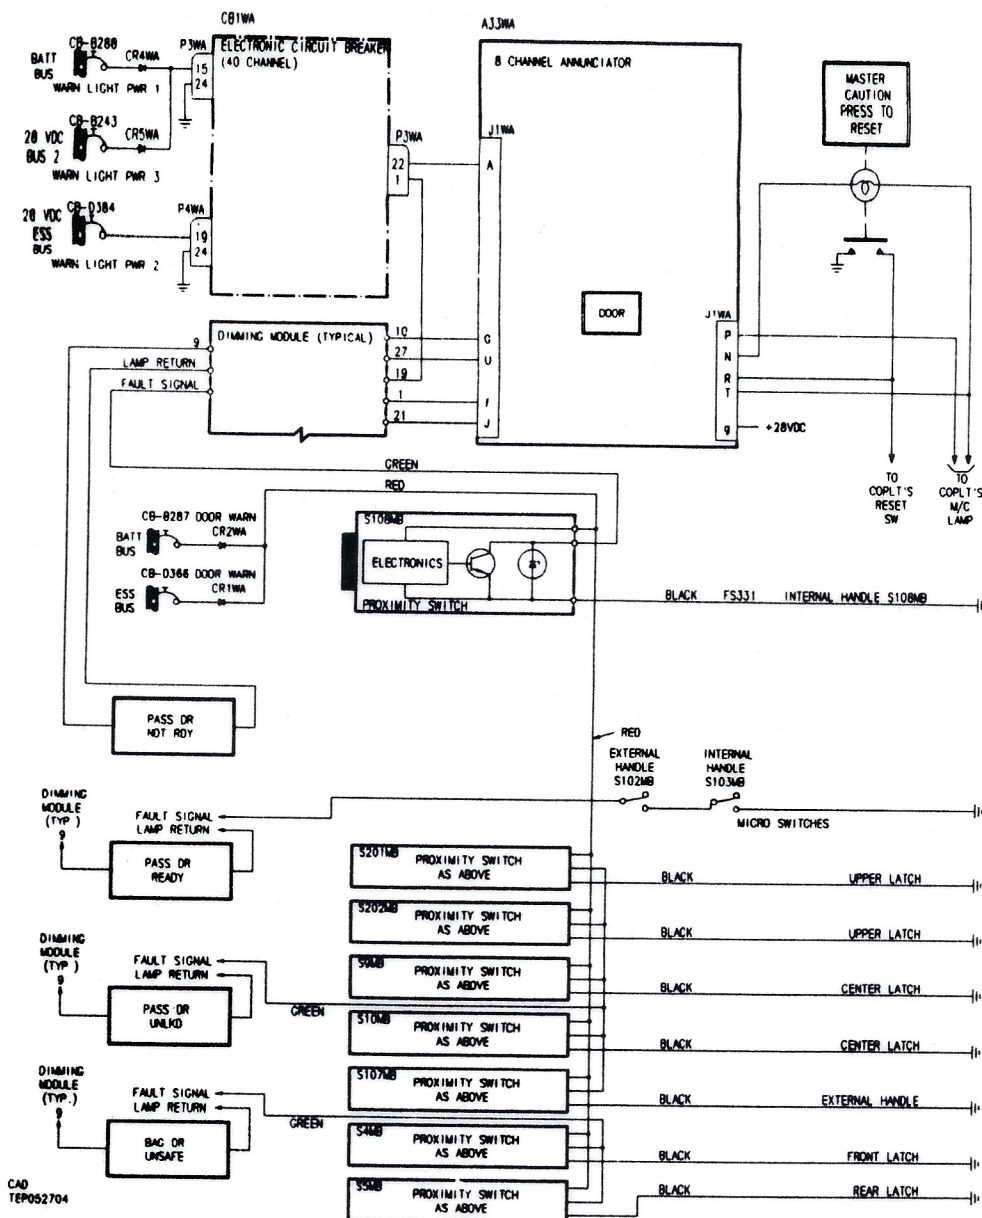 CB1WA
A33WA
CB-B288
BATT
BUS
CR4WA
WARN LIGHT PWR 1
P3WA
15
24
ELECTRONIC CIRCUIT BREAKER
(40 CHANNEL)
8 CHANNEL ANNUNCIATOR
MASTER
CAUTION
PRESS TO
RESET
CB-B243
28 VDC
BUS 2
CR5WA
WARN LIGHT PWR 3
P3WA
22
1
J1WA
A
CB-D384
28 VDC
ESS
BUS
WARN LIGHT PWR 2
P4WA
19
24
DOOR
J1WA
P
N
R
T
g
+28VDC
DIMMING MODULE (TYPICAL)
9
LAMP RETURN
FAULT SIGNAL
10
27
19
1
21
G
U
f
J
TO
COPLT'S
RESET
SW
TO
COPLT'S
M/C
LAMP
GREEN
RED
CB-B287 DOOR WARN
BATT
BUS
CR2WA
CB-D366 DOOR WARN
ESS
BUS
CR1WA
S108MB
ELECTRONICS
PROXIMITY SWITCH
BLACK FS331 INTERNAL HANDLE S108MB
PASS DR
NOT RDY
RED
EXTERNAL
HANDLE
S102MB
INTERNAL
HANDLE
S103MB
MICRO SWITCHES
DIMMING
MODULE
(TYP )
9
FAULT SIGNAL
LAMP RETURN
PASS DR
READY
S201MB PROXIMITY SWITCH
AS ABOVE
BLACK UPPER LATCH
S202MB PROXIMITY SWITCH
AS ABOVE
BLACK UPPER LATCH
DIMMING
MODULE
(TYP )
9
FAULT SIGNAL
LAMP RETURN
PASS DR
UNLKD
GREEN
S9MB PROXIMITY SWITCH
AS ABOVE
BLACK CENTER LATCH
S10MB PROXIMITY SWITCH
AS ABOVE
BLACK CENTER LATCH
S107MB PROXIMITY SWITCH
AS ABOVE
BLACK EXTERNAL HANDLE
DIMMING
MODULE
(TYP.)
9
FAULT SIGNAL
LAMP RETURN
BAG DR
UNSAFE
GREEN
S4MB PROXIMITY SWITCH
AS ABOVE
BLACK FRONT LATCH
S5MB PROXIMITY SWITCH
AS ABOVE
BLACK REAR LATCH
CAD
TEP052704